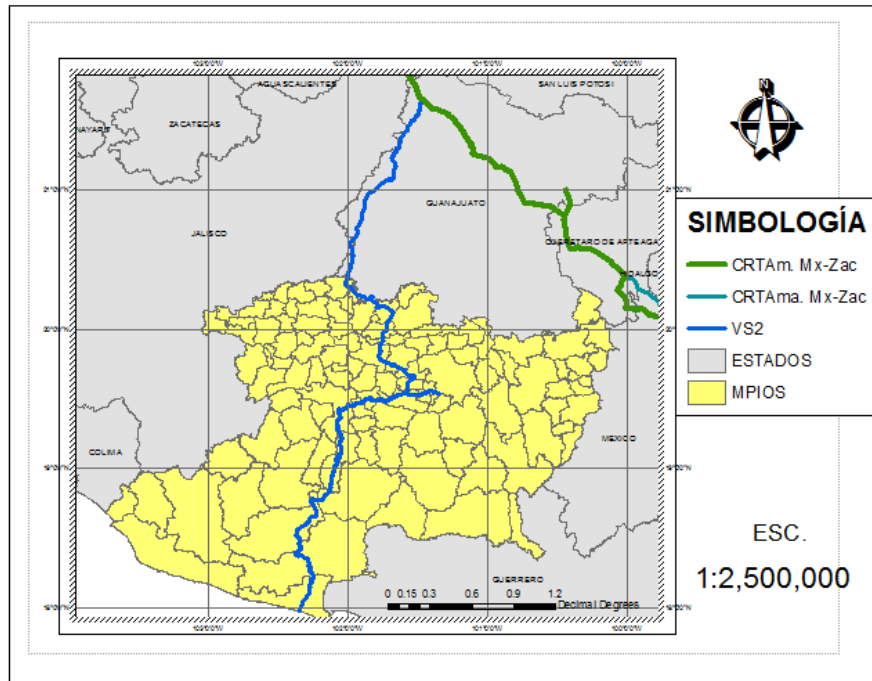 AGUASCALIENTES
SAN LUIS POTOSI
ZACATECAS
N
GUANAJUATO
JALISCO
QUERETARO DE ARTEAGA
HIDALGO
SIMBOLOGÍA
CRTAm. Mx-Zac
CRTAma. Mx-Zac
VS2
ESTADOS
MPIOS
COLIMA
MEXICO
GUERRERO
0 0.15 0.3 0.6 0.9 1.2
Decimal Degrees
ESC.
1:2,500,000